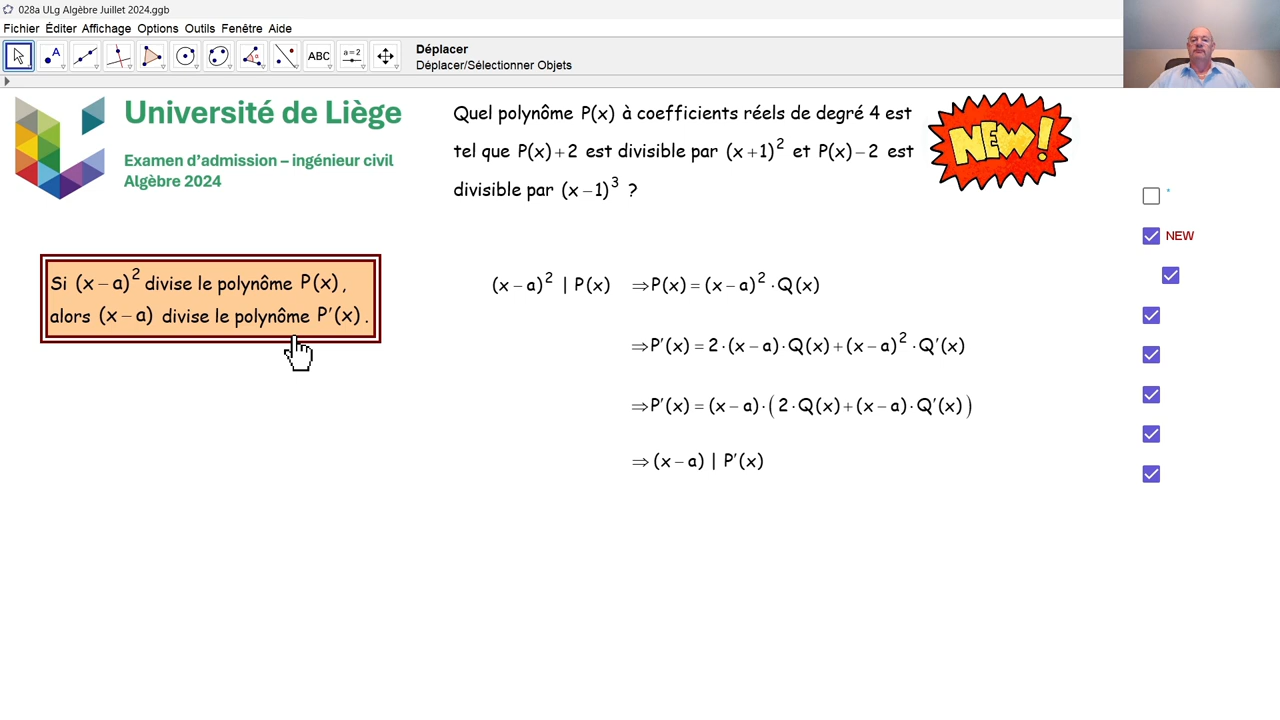 028a ULg Algèbre Juillet 2024.ggb
Fichier Éditer Affichage Options Outils Fenêtre Aide
A
ABC
a=2
Déplacer
Déplacer/Sélectionner Objets
Université de Liège
Examen d'admission – ingénieur civil
Algèbre 2024
Quel polynôme P(x) à coefficients réels de degré 4 est
tel que P(x)+2 est divisible par (x+1)² et P(x)−2 est
divisible par (x−1)³ ?
NEW!
*
NEW
Si (x−a)² divise le polynôme P(x),
alors (x−a) divise le polynôme P'(x).
(x−a)² | P(x) ⇒P(x)=(x−a)²·Q(x)
⇒P'(x)=2·(x−a)·Q(x)+(x−a)²·Q'(x)
⇒P'(x)=(x−a)·(2·Q(x)+(x−a)·Q'(x))
⇒(x−a) | P'(x)